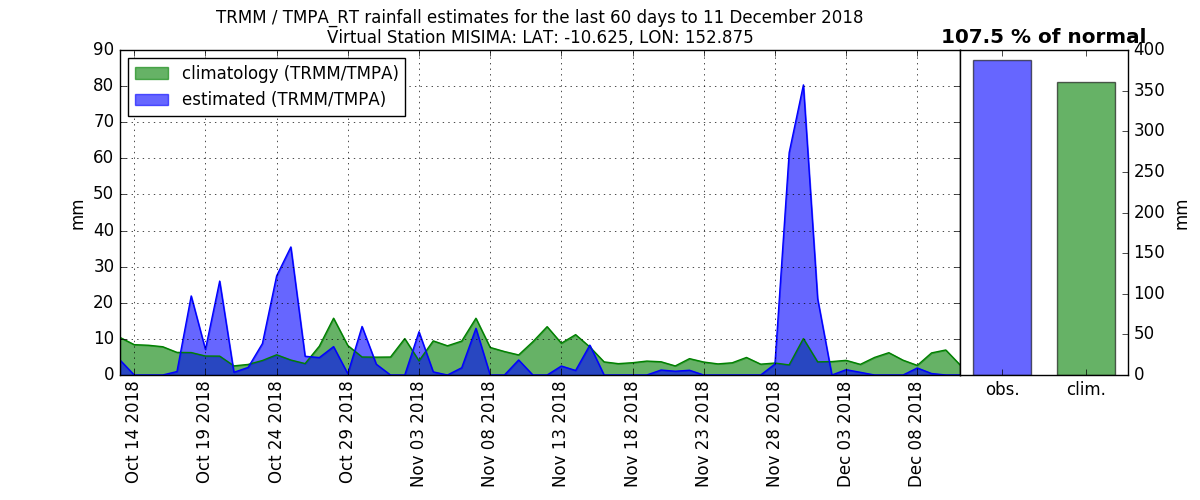 TRMM / TMPA_RT rainfall estimates for the last 60 days to 11 December 2018
Virtual Station MISIMA: LAT: -10.625, LON: 152.875
107.5 % of normal
climatology (TRMM/TMPA)
estimated (TRMM/TMPA)
mm
90
80
70
60
50
40
30
20
10
0
Oct 14 2018
Oct 19 2018
Oct 24 2018
Oct 29 2018
Nov 03 2018
Nov 08 2018
Nov 13 2018
Nov 18 2018
Nov 23 2018
Nov 28 2018
Dec 03 2018
Dec 08 2018
obs.
clim.
400
350
300
250
200
150
100
50
0
mm